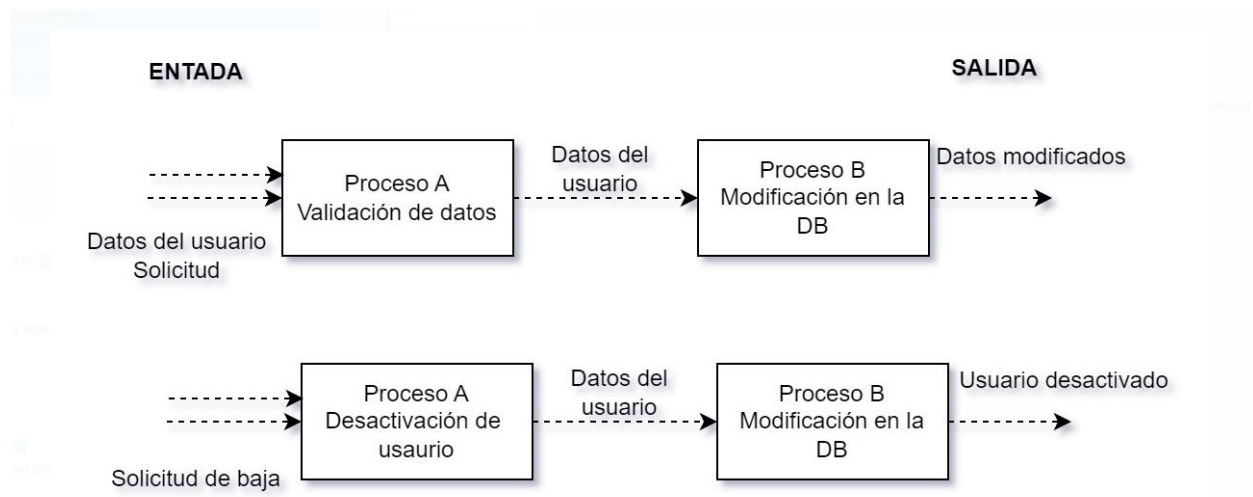 ENTADA
SALIDA
Datos del
usuario
Datos modificados
Proceso A
Validación de datos
Proceso B
Modificación en la
DB
Datos del usuario
Solicitud
Datos del
usuario
Usuario desactivado
Proceso A
Desactivación de
usaurio
Proceso B
Modificación en la
DB
Solicitud de baja